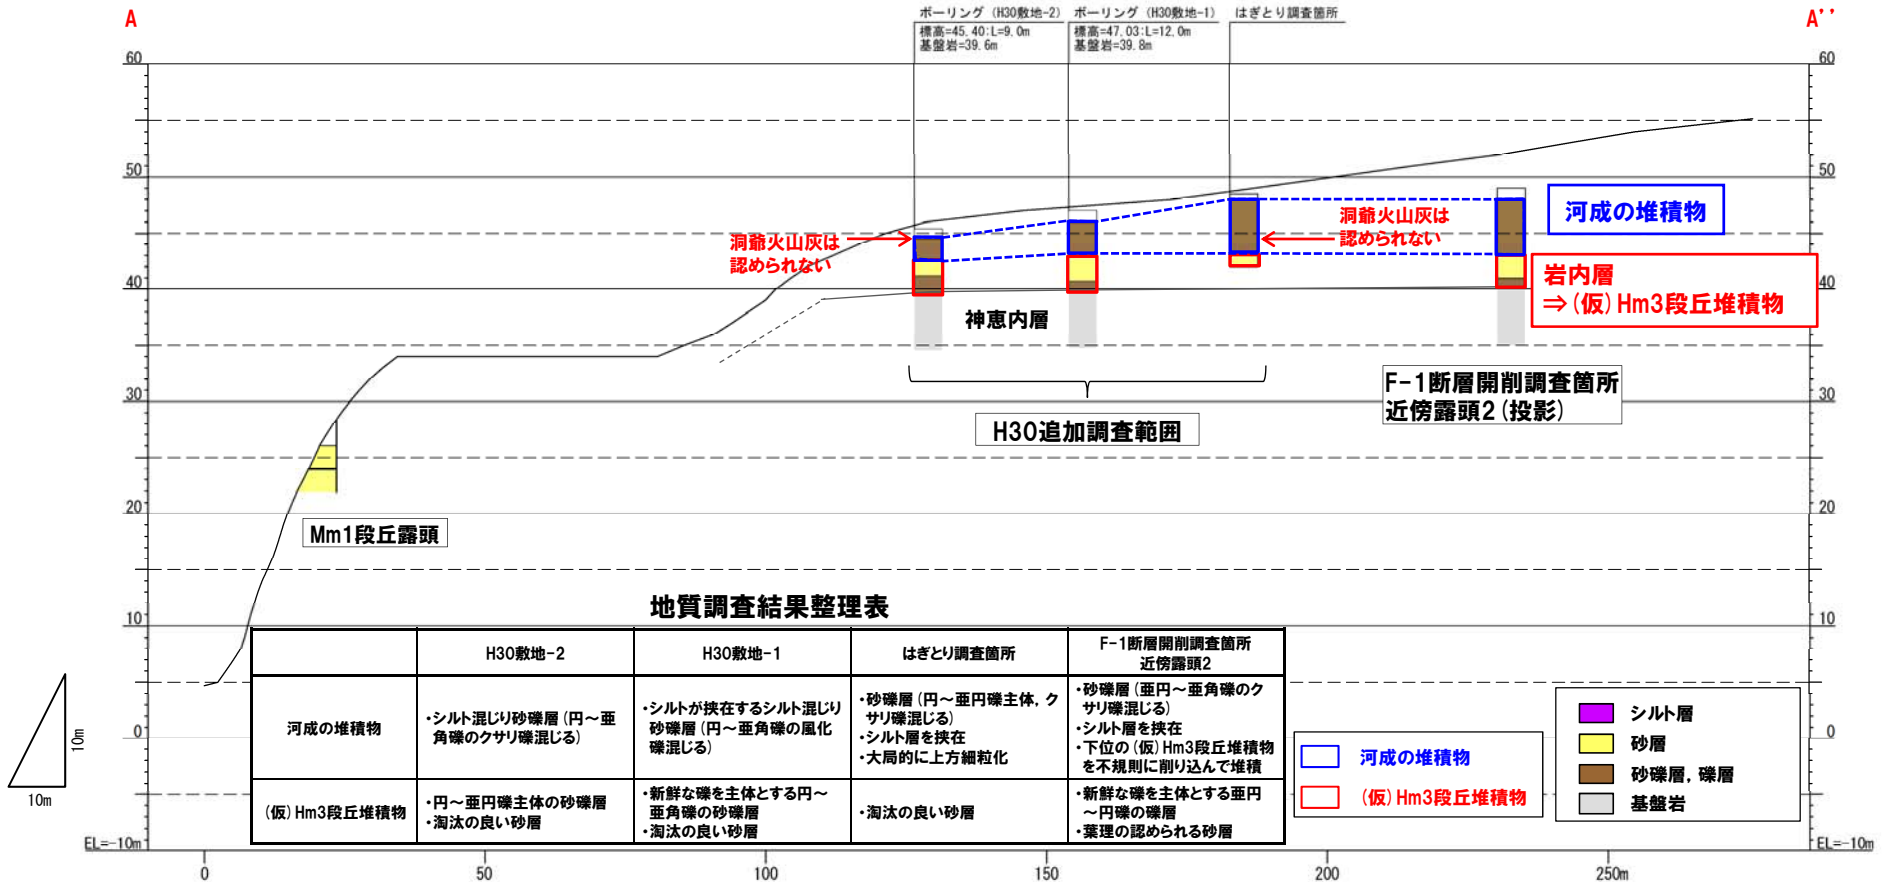 A
A''
ボーリング (H30敷地-2)
標高=45.40:L=9.0m
基盤岩=39.6m
ボーリング (H30敷地-1)
標高=47.03:L=12.0m
基盤岩=39.8m
はぎとり調査箇所
60
60
50
50
40
40
30
30
20
20
10
10
0
0
EL=-10m
EL=-10m
洞爺火山灰は
認められない
洞爺火山灰は
認められない
河成の堆積物
岩内層
⇒(仮)Hm3段丘堆積物
神恵内層
H30追加調査範囲
F-1断層開削調査箇所
近傍露頭2(投影)
Mm1段丘露頭
地質調査結果整理表
H30敷地-2
H30敷地-1
はぎとり調査箇所
F-1断層開削調査箇所
近傍露頭2
河成の堆積物
・シルト混じり砂礫層(円～亜
角礫のクサリ礫混じる)
・シルトが挟在するシルト混じり
砂礫層(円～亜角礫の風化
礫混じる)
・砂礫層(円～亜円礫主体,ク
サリ礫混じる)
・シルト層を挟在
・大局的に上方細粒化
・砂礫層(亜円～亜角礫のク
サリ礫混じる)
・シルト層を挟在
・下位の(仮)Hm3段丘堆積物
を不規則に削り込んで堆積
(仮)Hm3段丘堆積物
・円～亜円礫主体の砂礫層
・淘汰の良い砂層
・新鮮な礫を主体とする円～
亜角礫の砂礫層
・淘汰の良い砂層
・淘汰の良い砂層
・新鮮な礫を主体とする亜円
～円礫の礫層
・葉理の認められる砂層
河成の堆積物
(仮)Hm3段丘堆積物
シルト層
砂層
砂礫層,礫層
基盤岩
10m
10m
0
50
100
150
200
250m